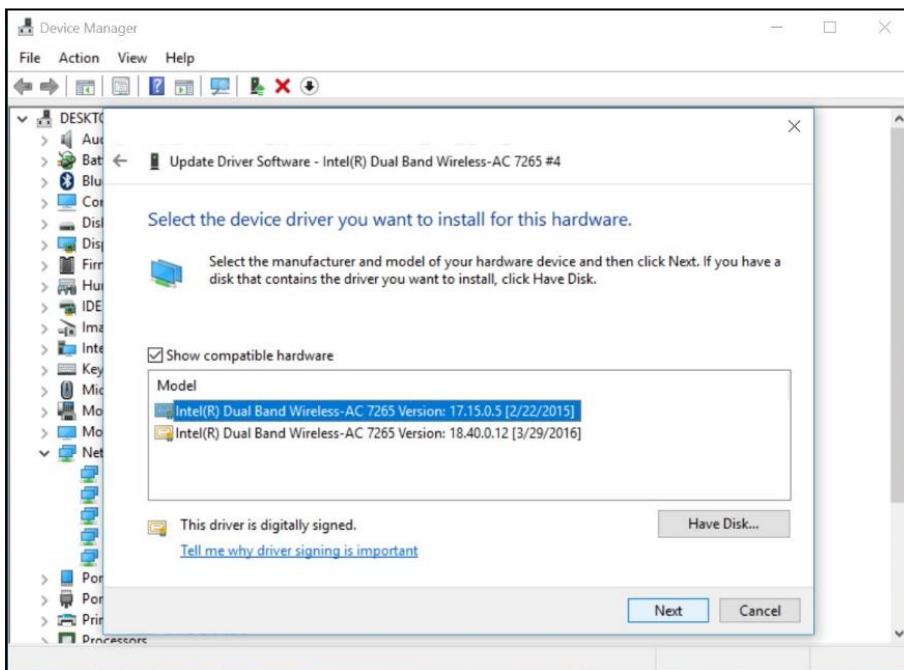 Device Manager
File Action View Help
DESKTO
Update Driver Software - Intel(R) Dual Band Wireless-AC 7265 #4
Select the device driver you want to install for this hardware.
Select the manufacturer and model of your hardware device and then click Next. If you have a
disk that contains the driver you want to install, click Have Disk.
Show compatible hardware
Model
Intel(R) Dual Band Wireless-AC 7265 Version: 17.15.0.5 [2/22/2015]
Intel(R) Dual Band Wireless-AC 7265 Version: 18.40.0.12 [3/29/2016]
This driver is digitally signed.
Have Disk...
Tell me why driver signing is important
Next
Cancel
Aud
Bat
Blu
Cor
Disl
Disp
Firr
Hui
IDE
Ima
Inte
Key
Mic
Mo
Mo
Net
Por
Por
Prir
Processors